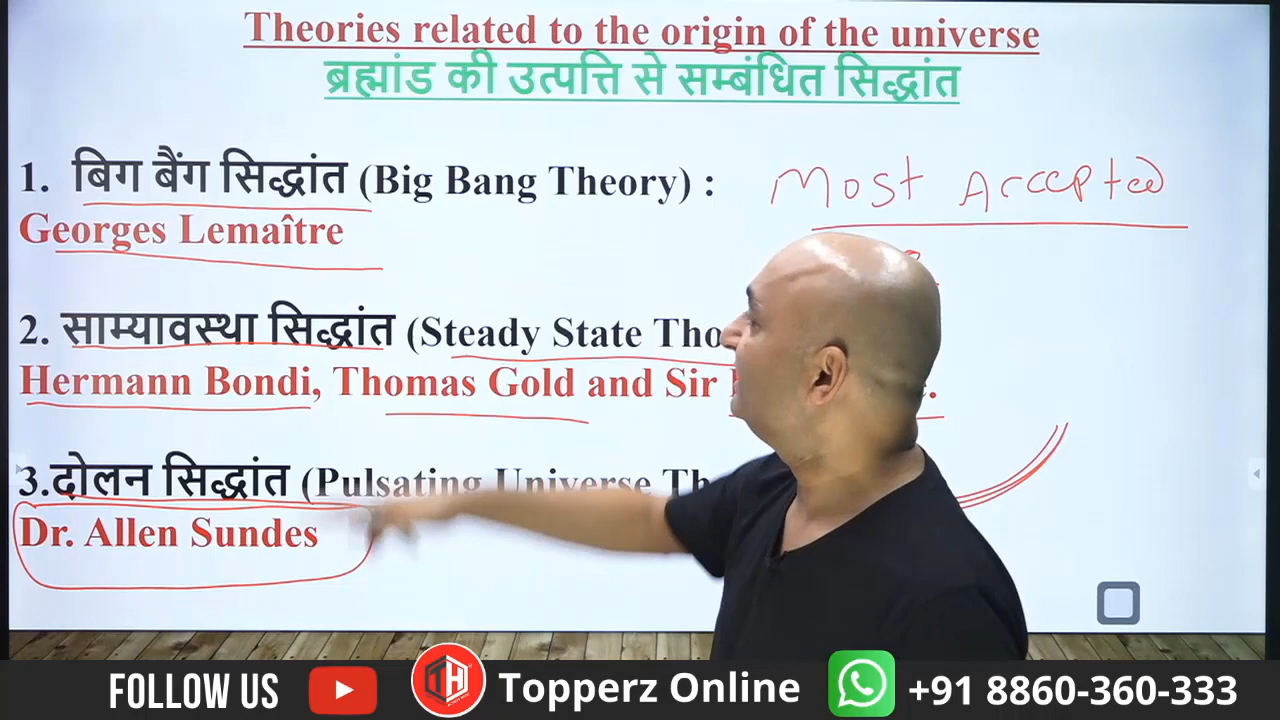 Theories related to the origin of the universe
ब्रह्मांड की उत्पत्ति से सम्बंधित सिद्धांत
1. बिग बैंग सिद्धांत (Big Bang Theory) : Most Accepted
Georges Lemaître
2. साम्यावस्था सिद्धांत (Steady State
Hermann Bondi, Thomas Gold and Sir
3.दोलन सिद्धांत (Pulsating Universe
Dr. Allen Sundes
FOLLOW US Topperz Online +91 8860-360-333